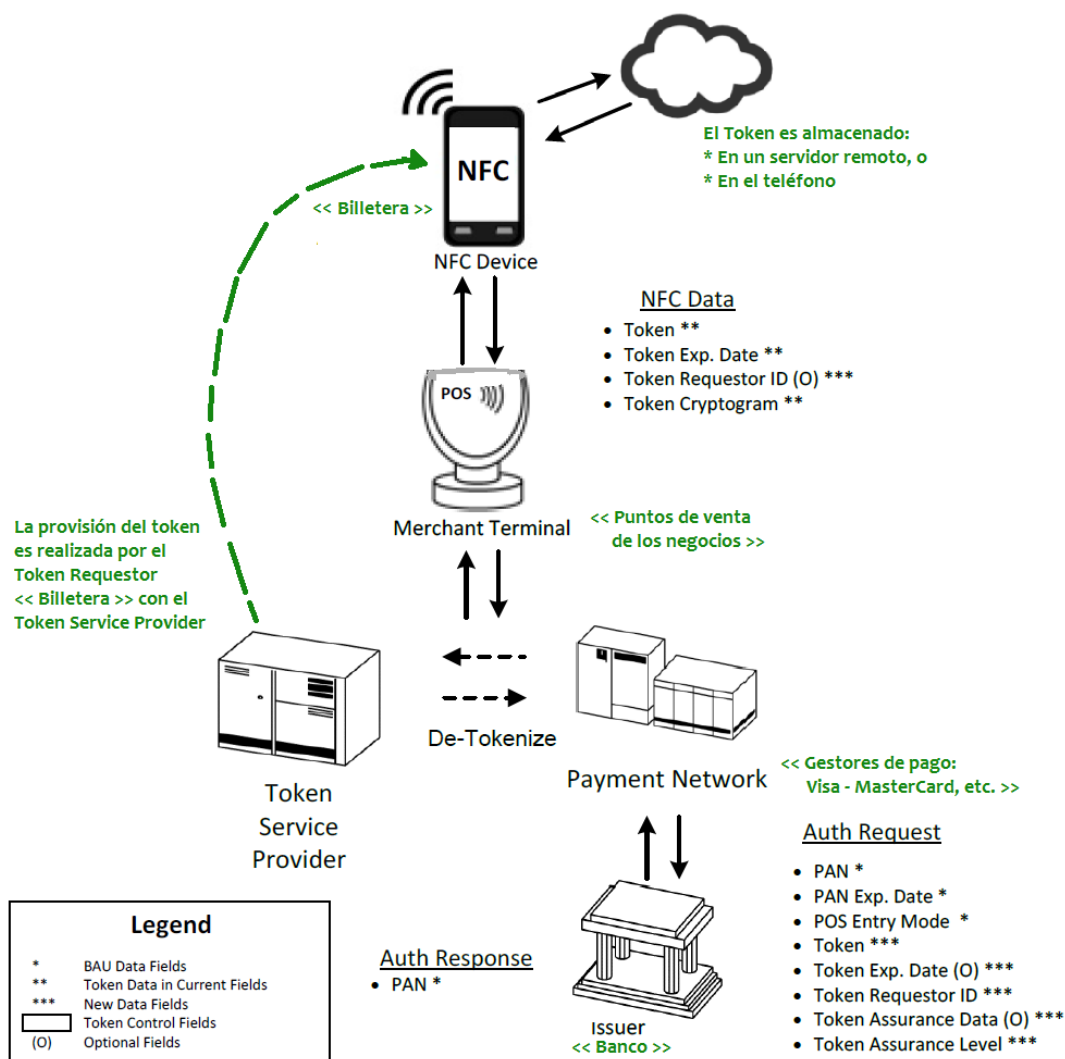 El Token es almacenado:
* En un servidor remoto, o
* En el teléfono
NFC
<< Billetera >>
NFC Device
NFC Data
• Token **
• Token Exp. Date **
• Token Requestor ID (O) ***
• Token Cryptogram **
POS
Merchant Terminal
<< Puntos de venta
de los negocios >>
La provisión del token
es realizada por el
Token Requestor
<< Billetera >> con el
Token Service Provider
De-Tokenize
Token
Service
Provider
Payment Network
<< Gestores de pago:
Visa - MasterCard, etc. >>
Auth Request
• PAN *
• PAN Exp. Date *
• POS Entry Mode *
• Token ***
• Token Exp. Date (O) ***
• Token Requestor ID ***
• Token Assurance Data (O) ***
• Token Assurance Level ***
Auth Response
• PAN *
Issuer
<< Banco >>
Legend
* BAU Data Fields
** Token Data in Current Fields
*** New Data Fields
Token Control Fields
(O) Optional Fields